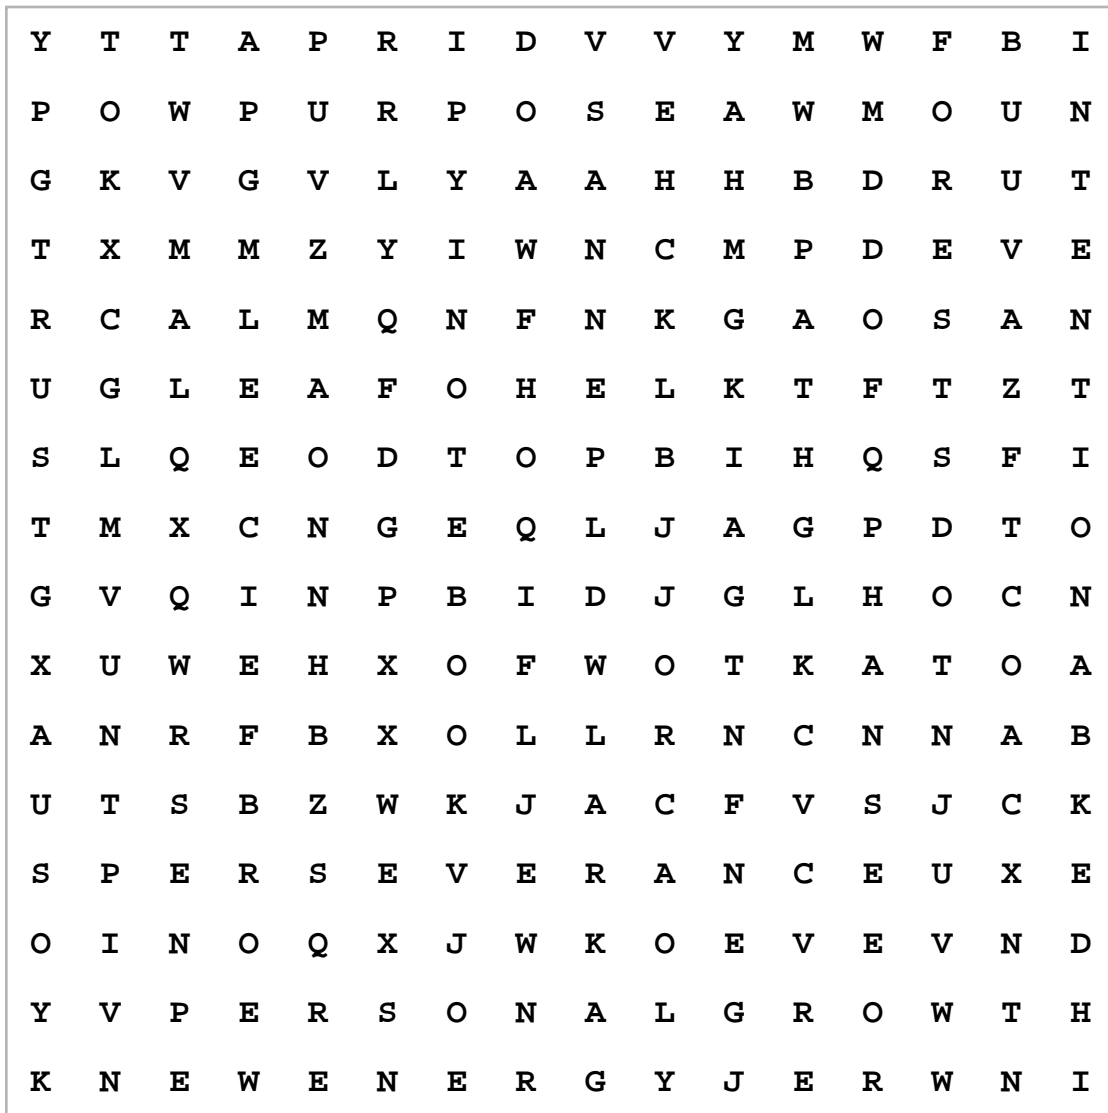 Y T T A P R I D V V Y M W F B I
P O W P U R P O S E A W M O U N
G K V G V L Y A A H H B D R U T
T X M M Z Y I W N C M P D E V E
R C A L M Q N F N K G A O S A N
U G L E A F O H E L K T F T Z T
S L Q E O D T O P B I H Q S F I
T M X C N G E Q L J A G P D T O
G V Q I N P B I D J G L H O C N
X U W E H X O F W O T K A T O A
A N R F B X O L L R N C N N A B
U T S B Z W K J A C F V S J C K
S P E R S E V E R A N C E U X E
O I N O Q X J W K O E V E V N D
Y V P E R S O N A L G R O W T H
K N E W E N E R G Y J E R W N I